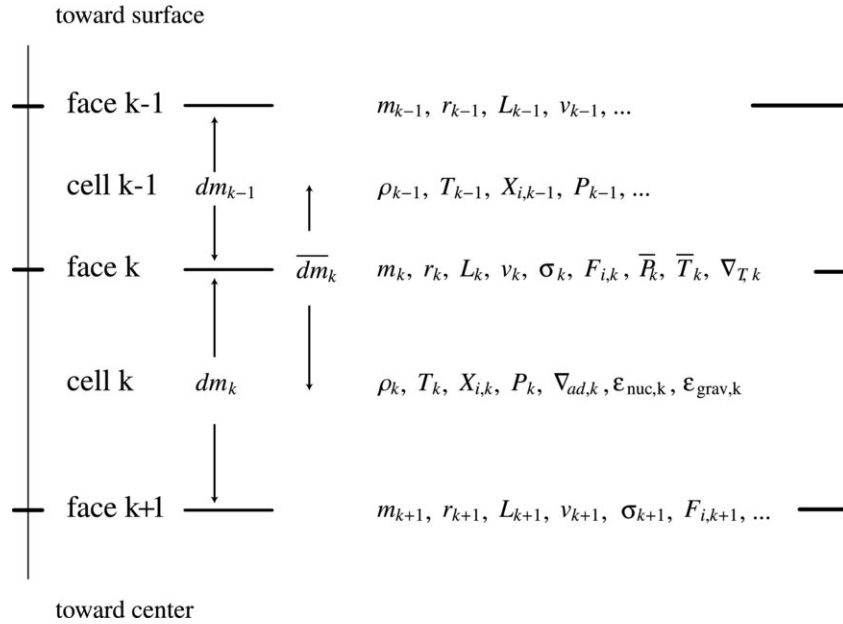 toward surface
face k-1 m_{k-1}, r_{k-1}, L_{k-1}, v_{k-1}, ...
cell k-1 dm_{k-1} ρ_{k-1}, T_{k-1}, X_{i,k-1}, P_{k-1}, ...
face k \overline{dm}_k m_k, r_k, L_k, v_k, σ_k, F_{i,k}, \overline{P}_k, \overline{T}_k, ∇_{T,k}
cell k dm_k ρ_k, T_k, X_{i,k}, P_k, ∇_{ad,k}, ε_{nuc,k}, ε_{grav,k}
face k+1 m_{k+1}, r_{k+1}, L_{k+1}, v_{k+1}, σ_{k+1}, F_{i,k+1}, ...
toward center